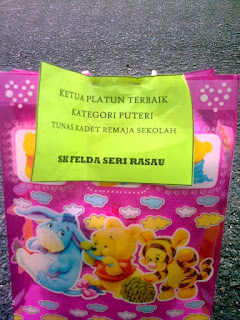 KETUA PLATUN TERBAIK
KATEGORI PUTERI
TUNAS KADET REMAJA SEKOLAH
SK FELDA SERI RASAU